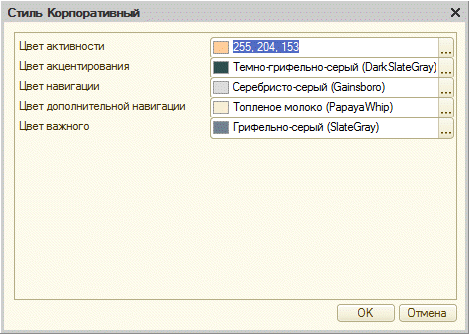 Стиль Корпоративный
Цвет активности 255, 204, 153 ...
Цвет акцентирования Темно-грифельно-серый (DarkSlateGray) ...
Цвет навигации Серебристо-серый (Gainsboro) ...
Цвет дополнительной навигации Топленое молоко (PapayaWhip) ...
Цвет важного Грифельно-серый (SlateGray) ...
OK Отмена